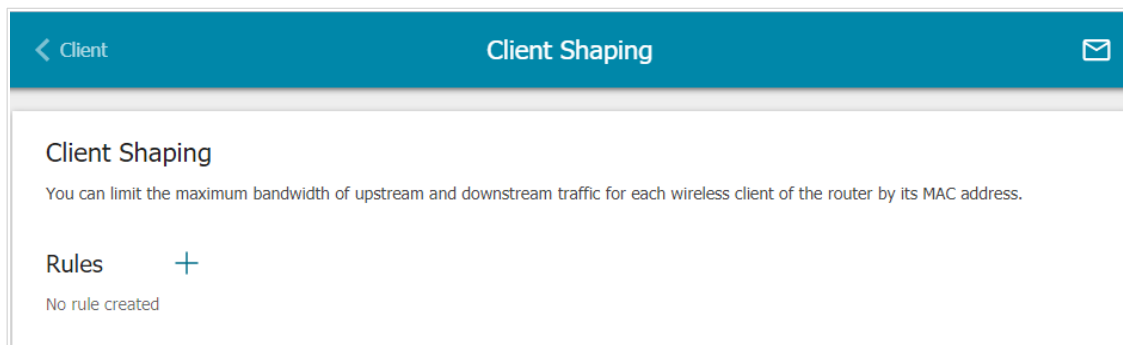 Client
Client Shaping
Client Shaping
You can limit the maximum bandwidth of upstream and downstream traffic for each wireless client of the router by its MAC address.
Rules
No rule created